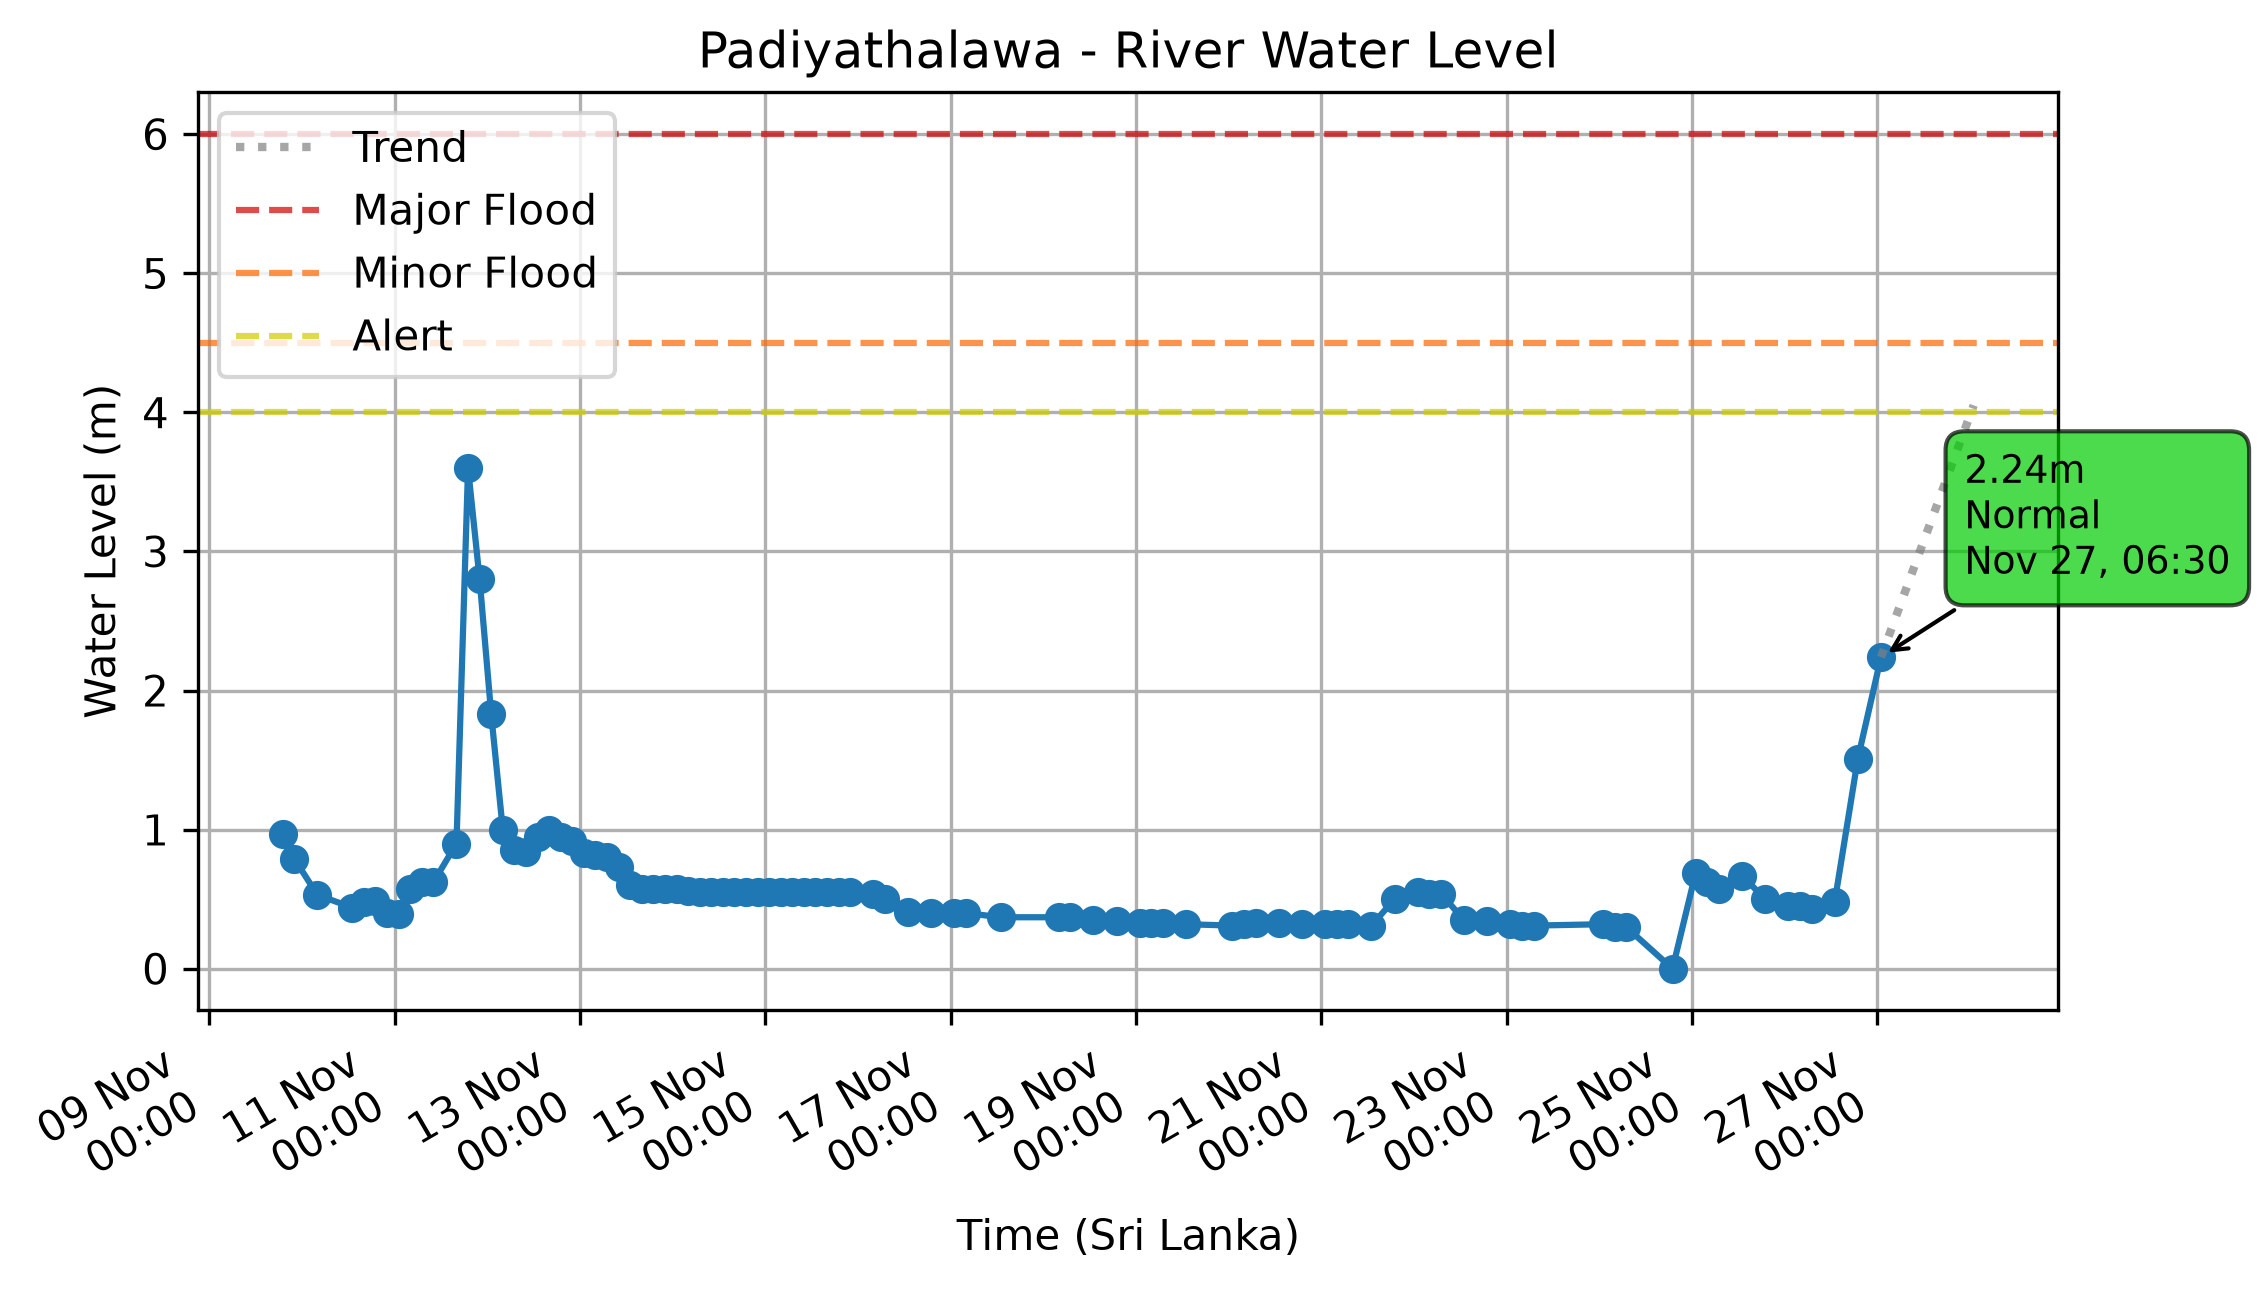 Padiyathalawa - River Water Level
Trend
Major Flood
Minor Flood
Alert
6
5
4
3
2
1
0
Water Level (m)
2.24m
Normal
Nov 27, 06:30
09 Nov
00:00
11 Nov
00:00
13 Nov
00:00
15 Nov
00:00
17 Nov
00:00
19 Nov
00:00
21 Nov
00:00
23 Nov
00:00
25 Nov
00:00
27 Nov
00:00
Time (Sri Lanka)